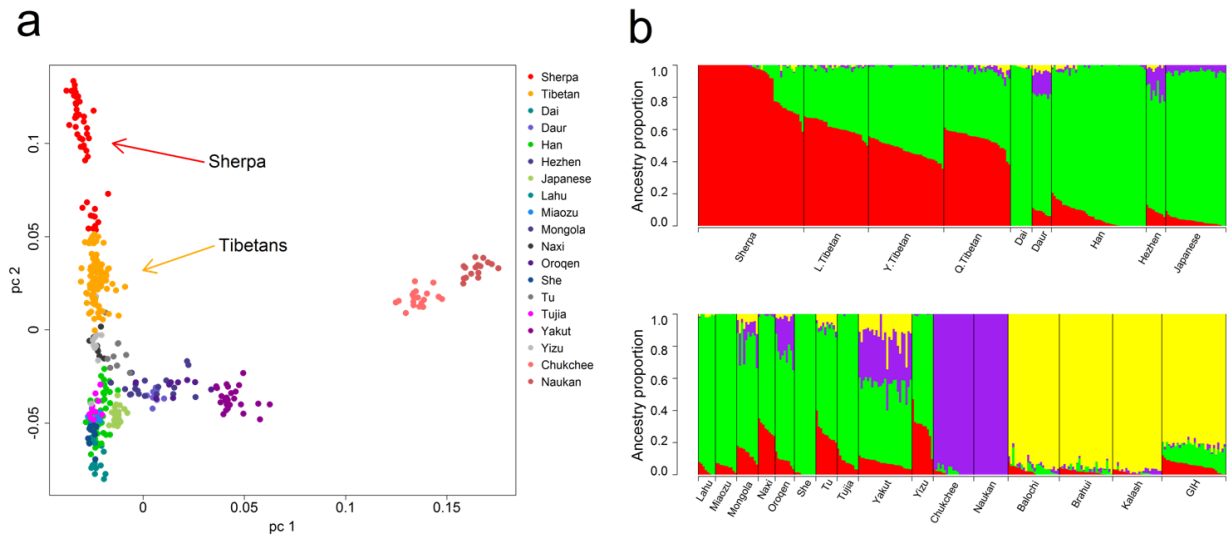 a
0.11
0.05
0
-0.05
pc 2
0
0.05
0.1
0.15
pc 1
Sherpa
Tibetans
Sherpa
Tibetan
Dai
Daur
Han
Hezhen
Japanese
Lahu
Miaozu
Mongola
Naxi
Oroqen
She
Tu
Tujia
Yakut
Yizu
Chukchee
Naukan
b
Ancestry proportion
1.0
0.8
0.6
0.4
0.2
0.0
Sherpa
L.Tibetan
Y.Tibetan
Q.Tibetan
Dai
Daur
Han
Hezhen
Japanese
Ancestry proportion
1.0
0.8
0.6
0.4
0.2
0.0
Lahu
Miaozu
Mongola
Naxi
Oroqen
She
Tu
Tujia
Yakut
Yizu
Chukchee
Naukan
Balochi
Brahui
Kalash
GIH